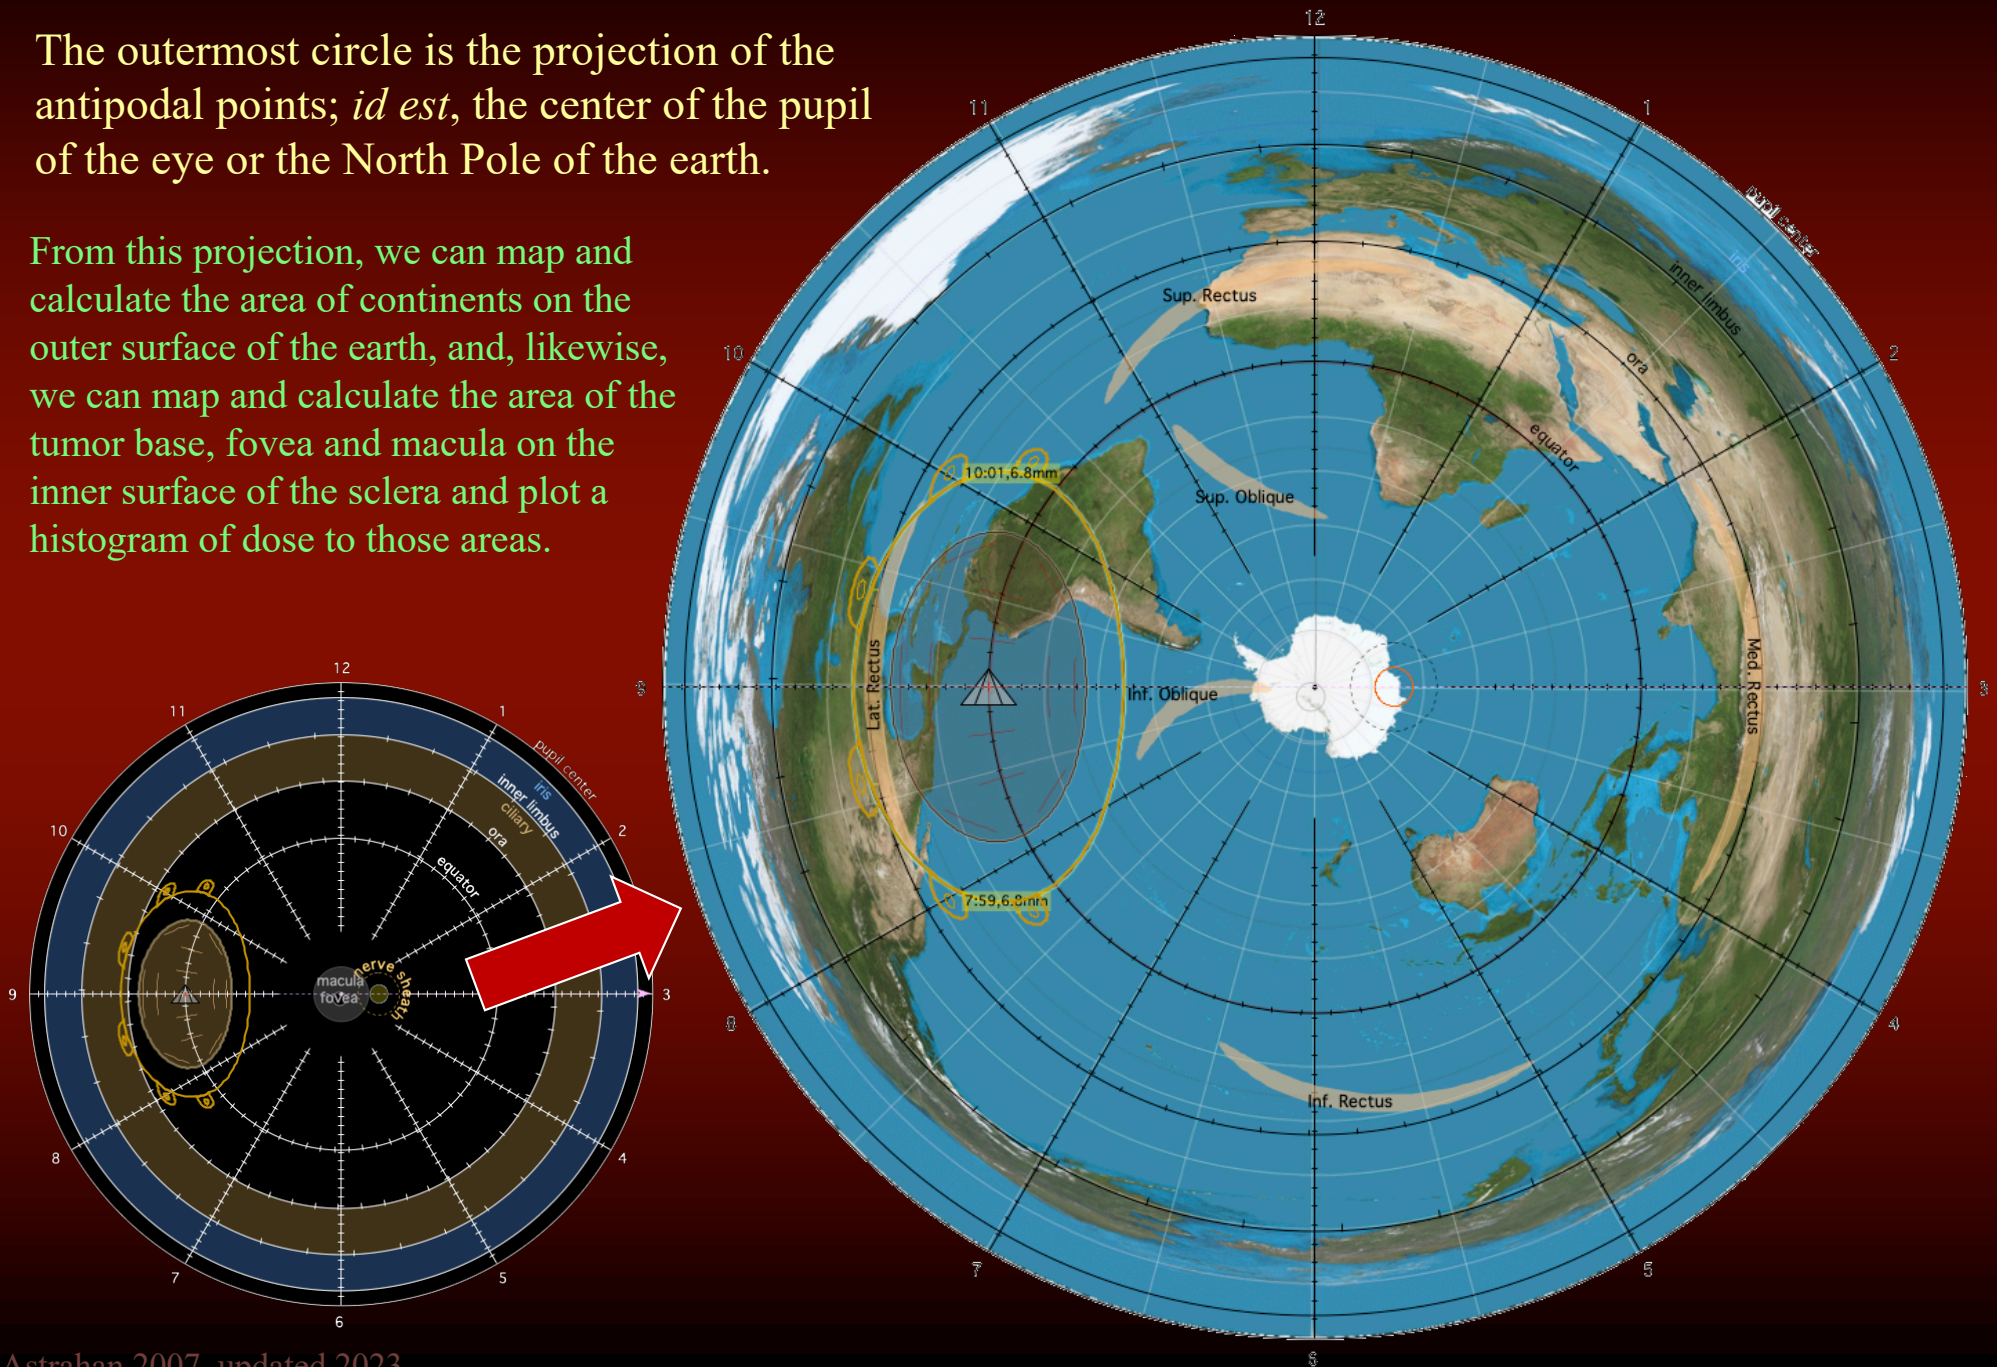 The outermost circle is the projection of the
antipodal points; id est, the center of the pupil
of the eye or the North Pole of the earth.
From this projection, we can map and
calculate the area of continents on the
outer surface of the earth, and, likewise,
we can map and calculate the area of the
tumor base, fovea and macula on the
inner surface of the sclera and plot a
histogram of dose to those areas.
12
11
1
pupil center
iris
inner limbus
ciliary
10
2
ora
equator
nerve sheath
macula
fovea
9
3
8
4
7
5
6
12
11
1
Pupil center
iris
inner limbus
Sup. Rectus
10
2
ora
equator
10:01,6.8mm
Sup. Oblique
Lat. Rectus
Med. Rectus
9
Inf. Oblique
3
7:59,6.8mm
8
4
Inf. Rectus
7
5
6
Astrahan 2007, updated 2023